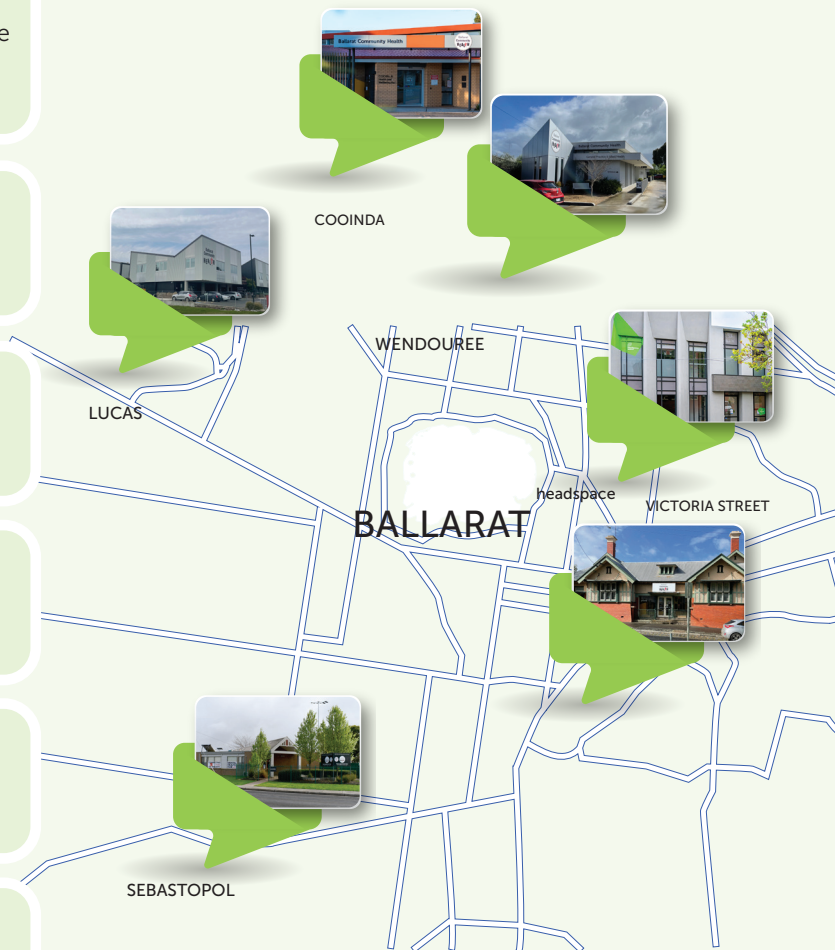 e
Ballarat Community Health
COOINDA
WENDOUREE
LUCAS
headspace
VICTORIA STREET
BALLARAT
SEBASTOPOL